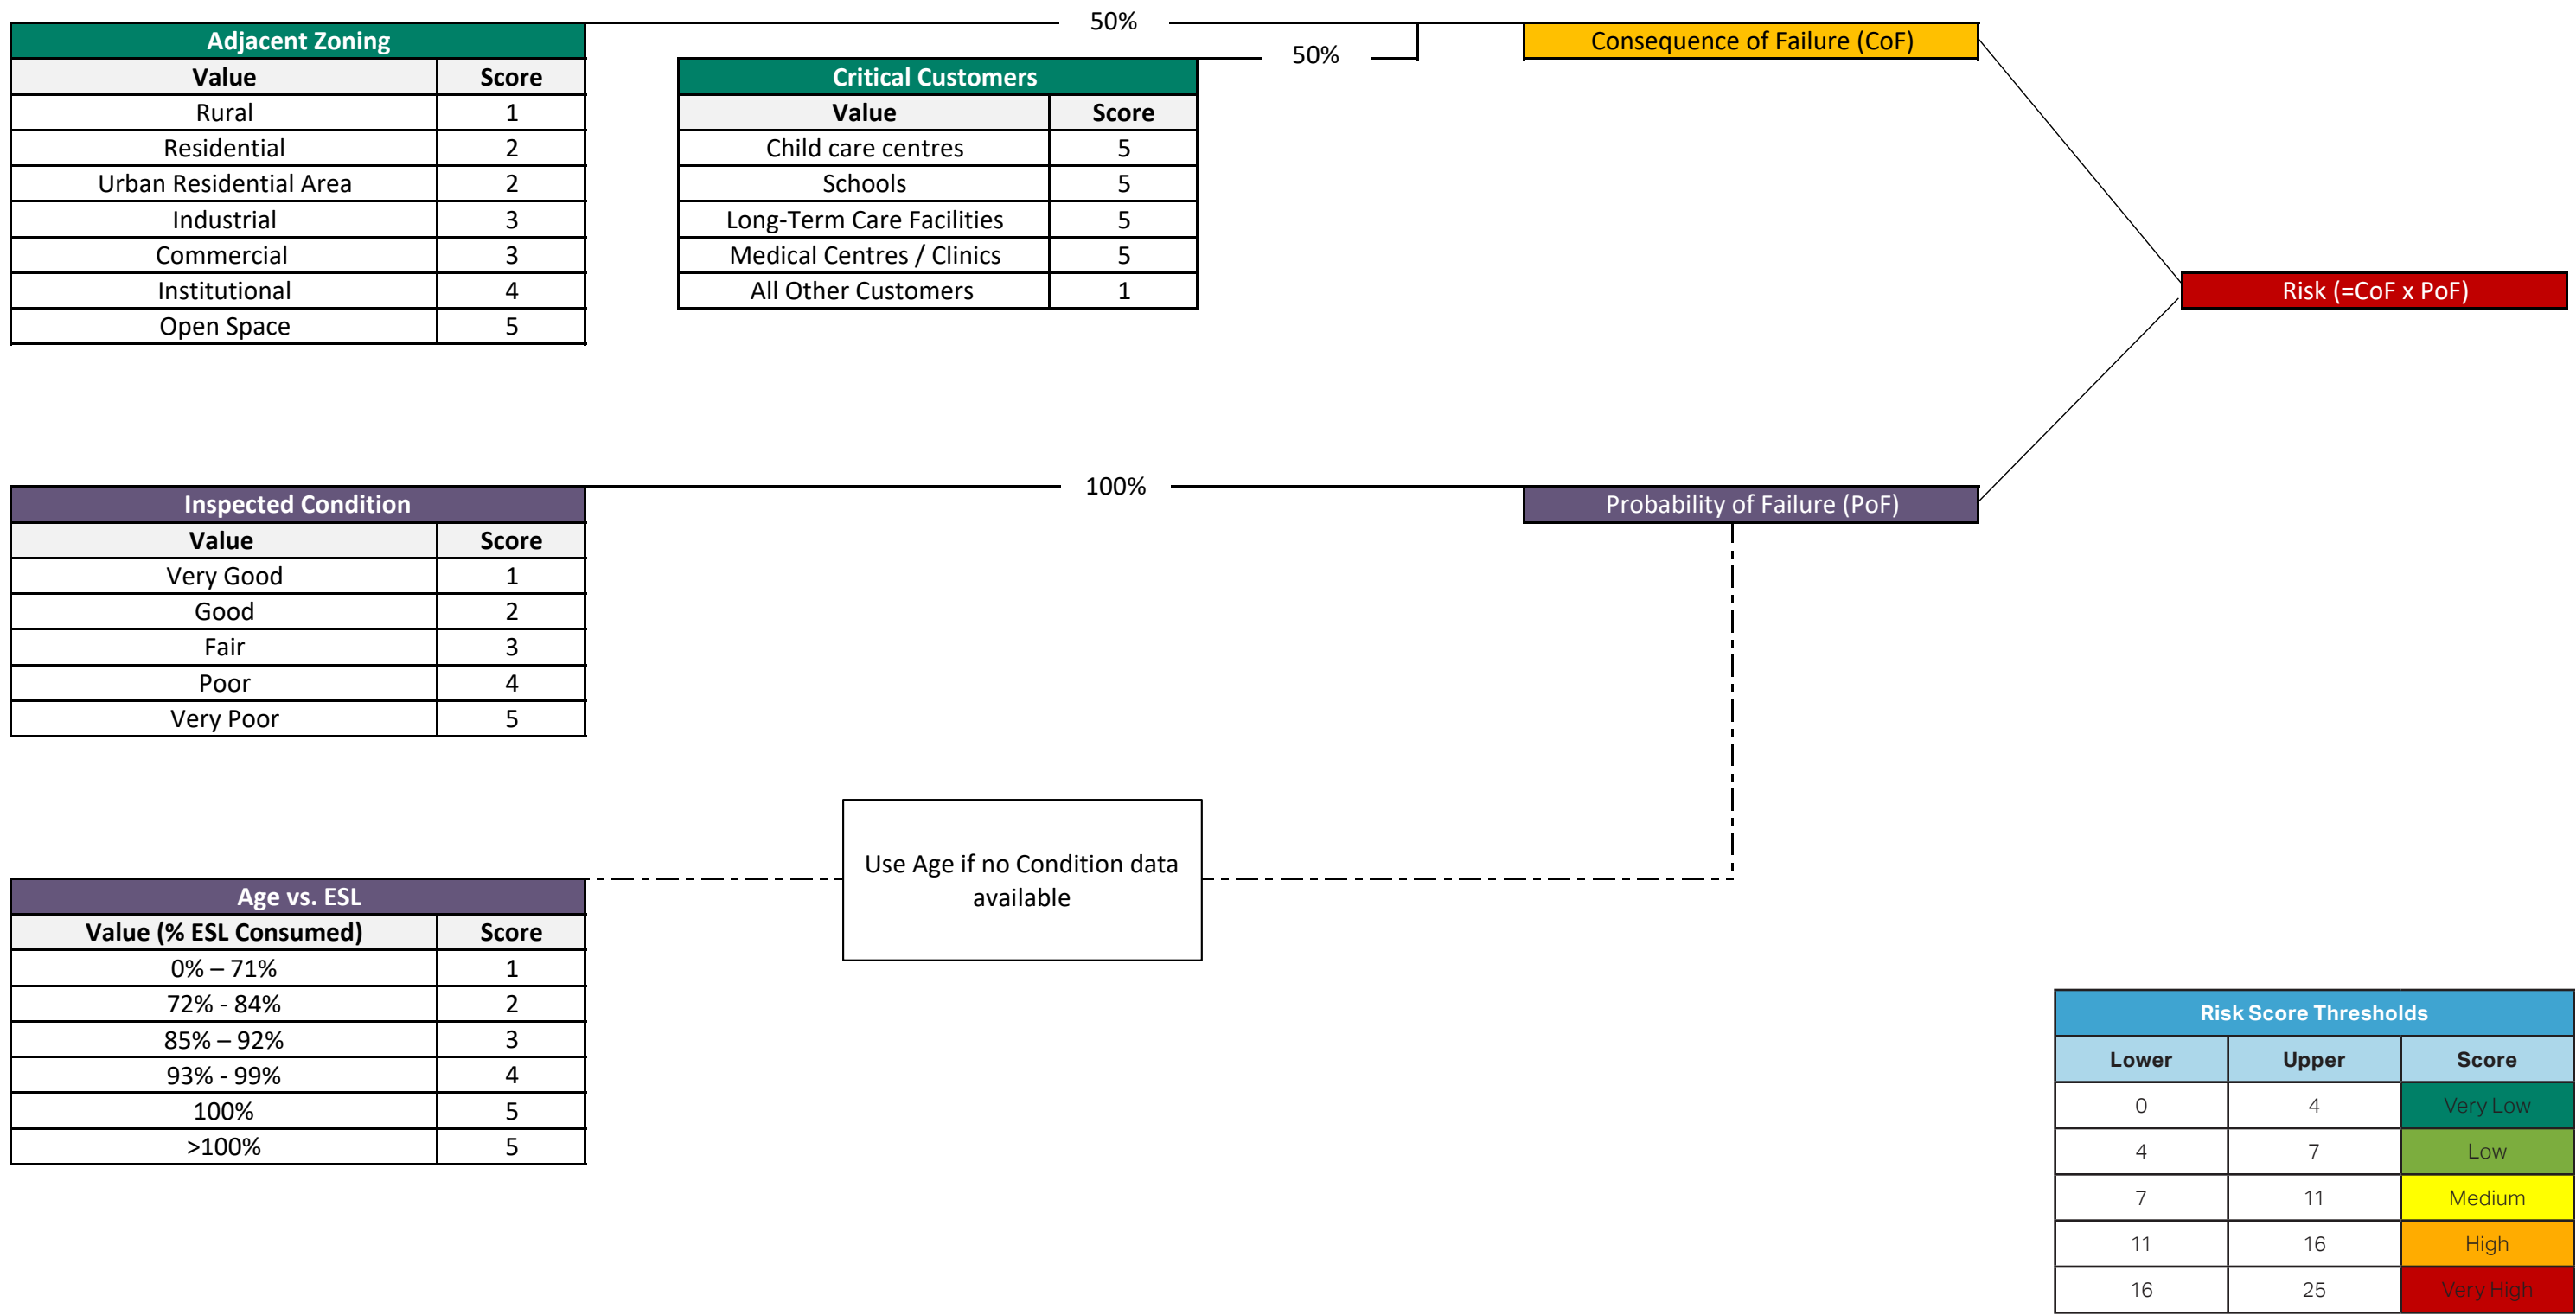 50%
Adjacent Zoning
Consequence of Failure (CoF)
50%
Value Score
Critical Customers
Rural 1
Value Score
Residential 2
Child care centres 5
Urban Residential Area 2
Schools 5
Industrial 3
Long-Term Care Facilities 5
Commercial 3
Medical Centres / Clinics 5
Institutional 4
All Other Customers 1
Risk (=CoF x PoF)
Open Space 5
100%
Inspected Condition
Probability of Failure (PoF)
Value Score
Very Good 1
Good 2
Fair 3
Poor 4
Very Poor 5
Use Age if no Condition data
available
Age vs. ESL
Value (% ESL Consumed) Score
0% – 71% 1
72% - 84% 2
85% – 92% 3
93% - 99% 4
100% 5
>100% 5
Risk Score Thresholds
Lower Upper Score
0 4 Very Low
4 7 Low
7 11 Medium
11 16 High
16 25 Very High